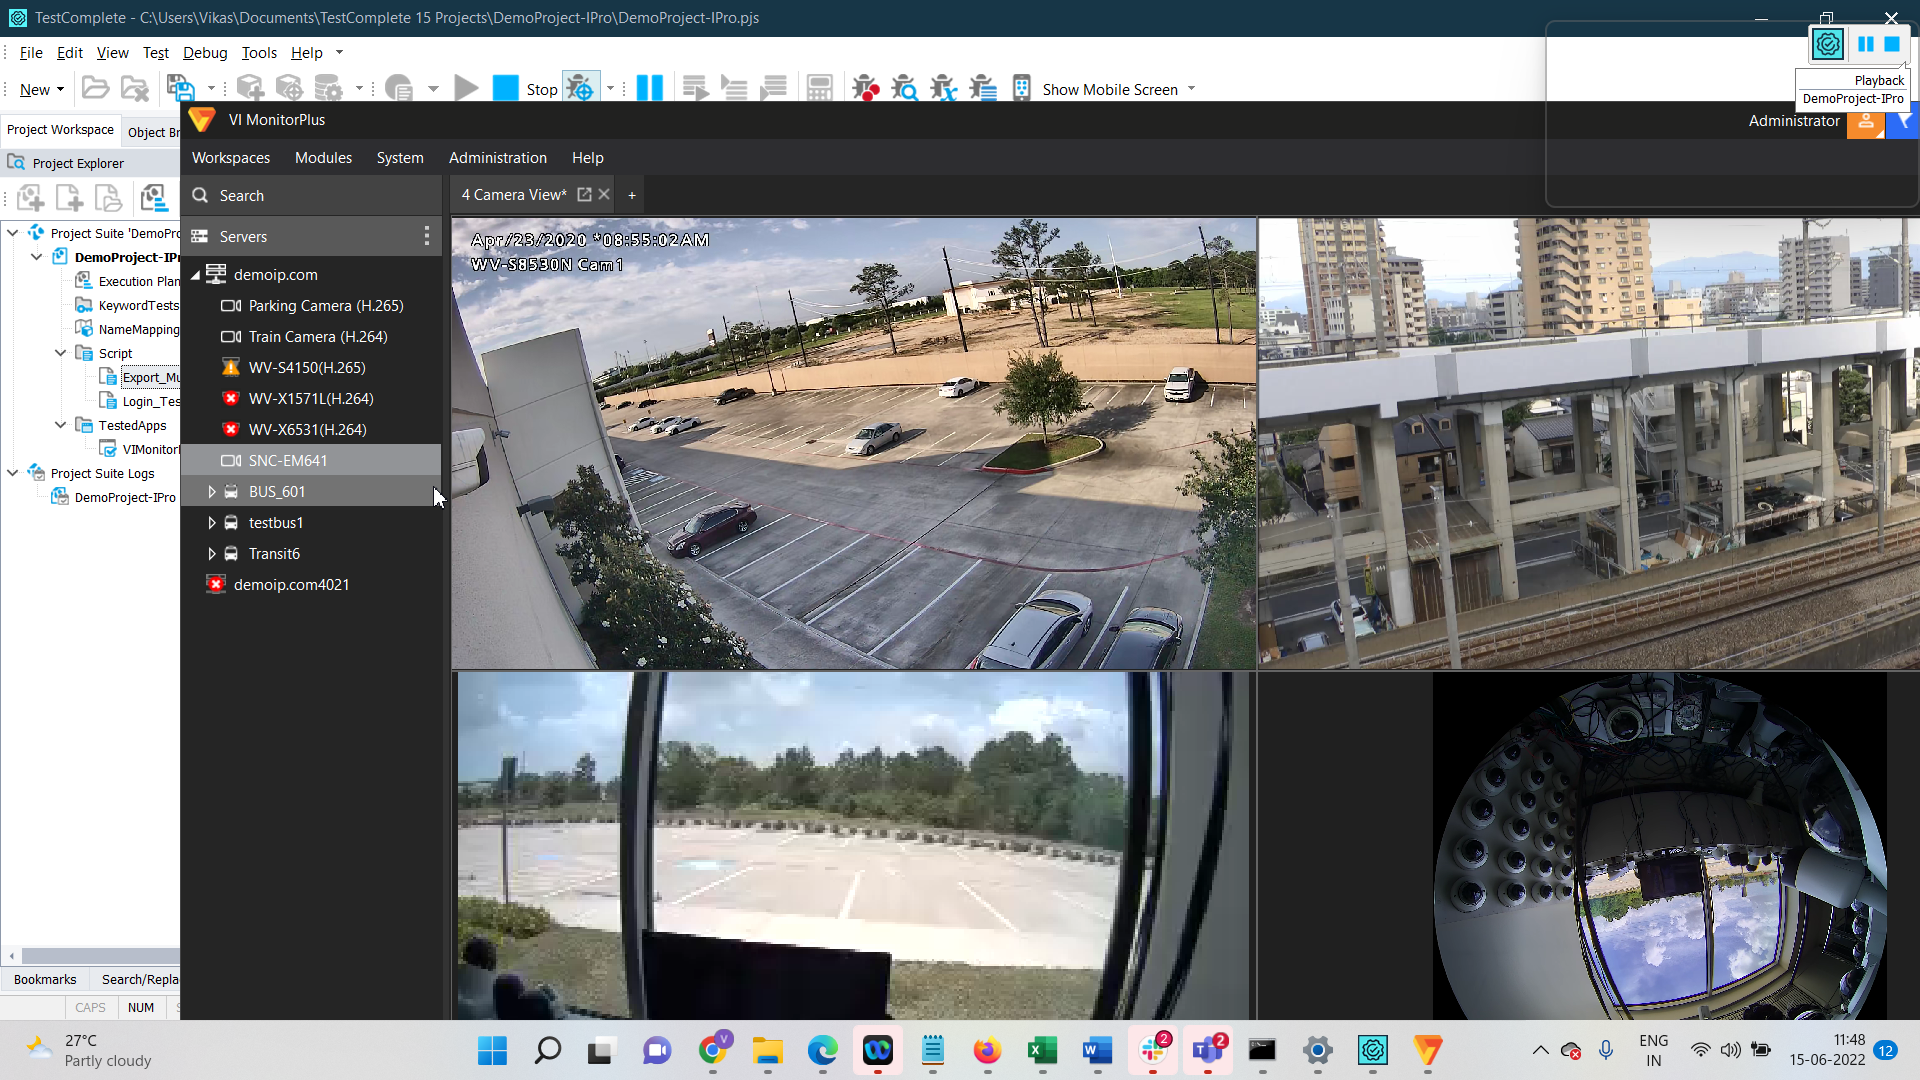 TestComplete - C:\Users\Vikas\Documents\TestComplete 15 Projects\DemoProject-IPro\DemoProject-IPro.pjs
File Edit View Test Debug Tools Help
New
Stop
Show Mobile Screen
Playback
DemoProject-IPro
Project Workspace
Object Br
VI MonitorPlus
Administrator
Project Explorer
Workspaces Modules System Administration Help
Search
4 Camera View*
+
Project Suite 'DemoPro
DemoProject-IPr
Execution Plan
KeywordTests
NameMapping
Script
Export_Mu
Login_Tes
TestedApps
VIMonitorI
Project Suite Logs
DemoProject-IPro
Servers
demoip.com
Parking Camera (H.265)
Train Camera (H.264)
WV-S4150(H.265)
WV-X1571L(H.264)
WV-X6531(H.264)
SNC-EM641
BUS_601
testbus1
Transit6
demoip.com4021
Apr/23/2020 *08:55:02AM
WV-S8530N Cam1
Bookmarks
Search/Repla
CAPS
NUM
27°C
Partly cloudy
V
2
2
ENG
IN
11:48
15-06-2022
12